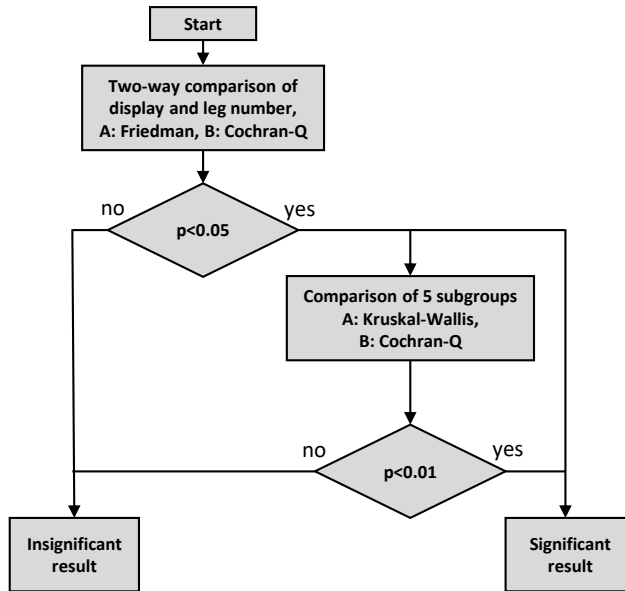 Start
Two-way comparison of
display and leg number,
A: Friedman, B: Cochran-Q
no
yes
p<0.05
Comparison of 5 subgroups
A: Kruskal-Wallis,
B: Cochran-Q
no
yes
p<0.01
Insignificant
result
Significant
result